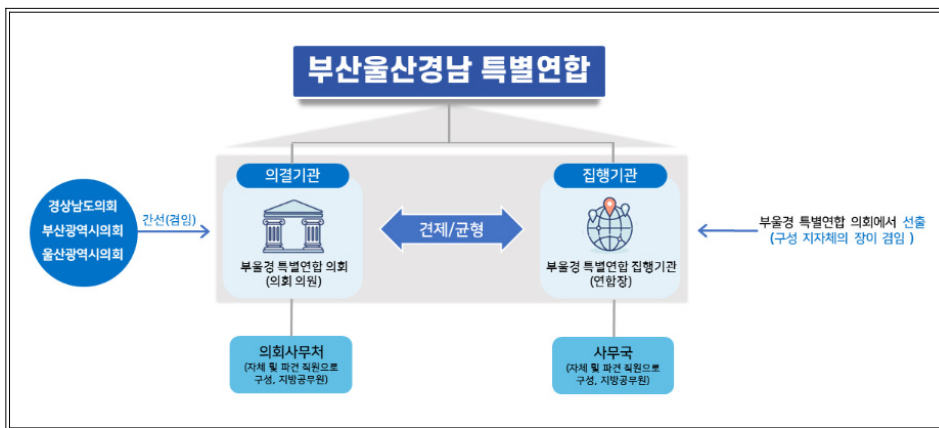 부산울산경남 특별연합
의결기관
집행기관
경상남도의회
부산광역시의회
울산광역시의회
간선(겸임)
견제/균형
부울경 특별연합 의회에서 선출
(구성 지자체의 장이 겸임 )
부울경 특별연합 의회
(의회 의원)
부울경 특별연합 집행기관
(연합장)
의회사무처
(자체 및 파견 직원으로
구성, 지방공무원)
사무국
(자체 및 파견 직원으로
구성, 지방공무원)